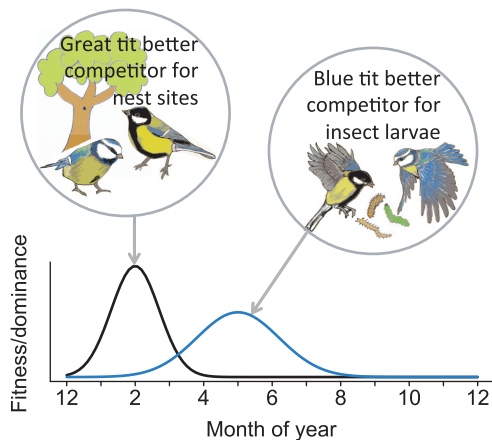 Great tit better
competitor for
nest sites
Blue tit better
competitor for
insect larvae
Fitness/dominance
12 2 4 6 8 10 12
Month of year